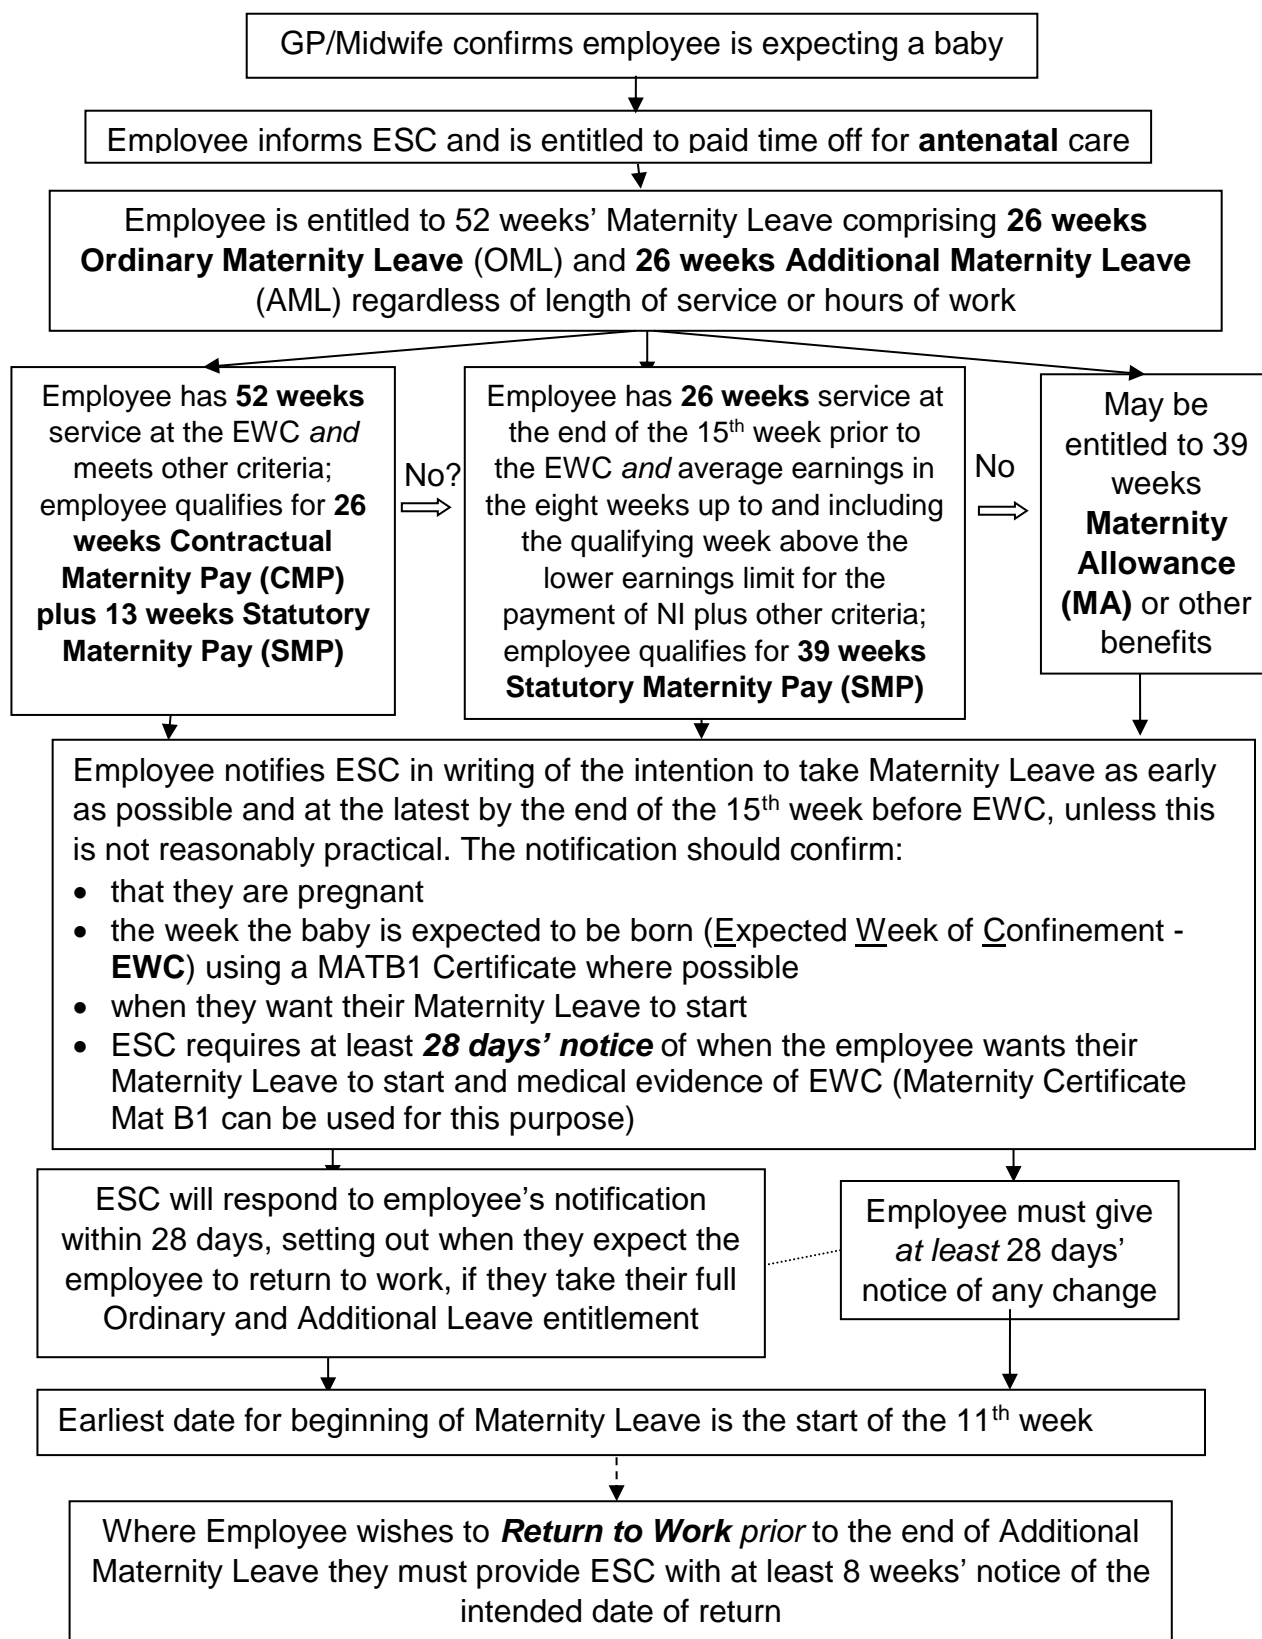 GP/Midwife confirms employee is expecting a baby
Employee informs ESC and is entitled to paid time off for antenatal care
Employee is entitled to 52 weeks’ Maternity Leave comprising 26 weeks
Ordinary Maternity Leave (OML) and 26 weeks Additional Maternity Leave
(AML) regardless of length of service or hours of work
Employee has 52 weeks
service at the EWC and
meets other criteria;
employee qualifies for 26
weeks Contractual
Maternity Pay (CMP)
plus 13 weeks Statutory
Maternity Pay (SMP)
No?
Employee has 26 weeks service at
the end of the 15th week prior to
the EWC and average earnings in
the eight weeks up to and including
the qualifying week above the
lower earnings limit for the
payment of NI plus other criteria;
employee qualifies for 39 weeks
Statutory Maternity Pay (SMP)
No
May be
entitled to 39
weeks
Maternity
Allowance
(MA) or other
benefits
Employee notifies ESC in writing of the intention to take Maternity Leave as early
as possible and at the latest by the end of the 15th week before EWC, unless this
is not reasonably practical. The notification should confirm:
• that they are pregnant
• the week the baby is expected to be born (Expected Week of Confinement -
EWC) using a MATB1 Certificate where possible
• when they want their Maternity Leave to start
• ESC requires at least 28 days’ notice of when the employee wants their
Maternity Leave to start and medical evidence of EWC (Maternity Certificate
Mat B1 can be used for this purpose)
ESC will respond to employee’s notification
within 28 days, setting out when they expect the
employee to return to work, if they take their full
Ordinary and Additional Leave entitlement
Employee must give
at least 28 days’
notice of any change
Earliest date for beginning of Maternity Leave is the start of the 11th week
Where Employee wishes to Return to Work prior to the end of Additional
Maternity Leave they must provide ESC with at least 8 weeks’ notice of the
intended date of return